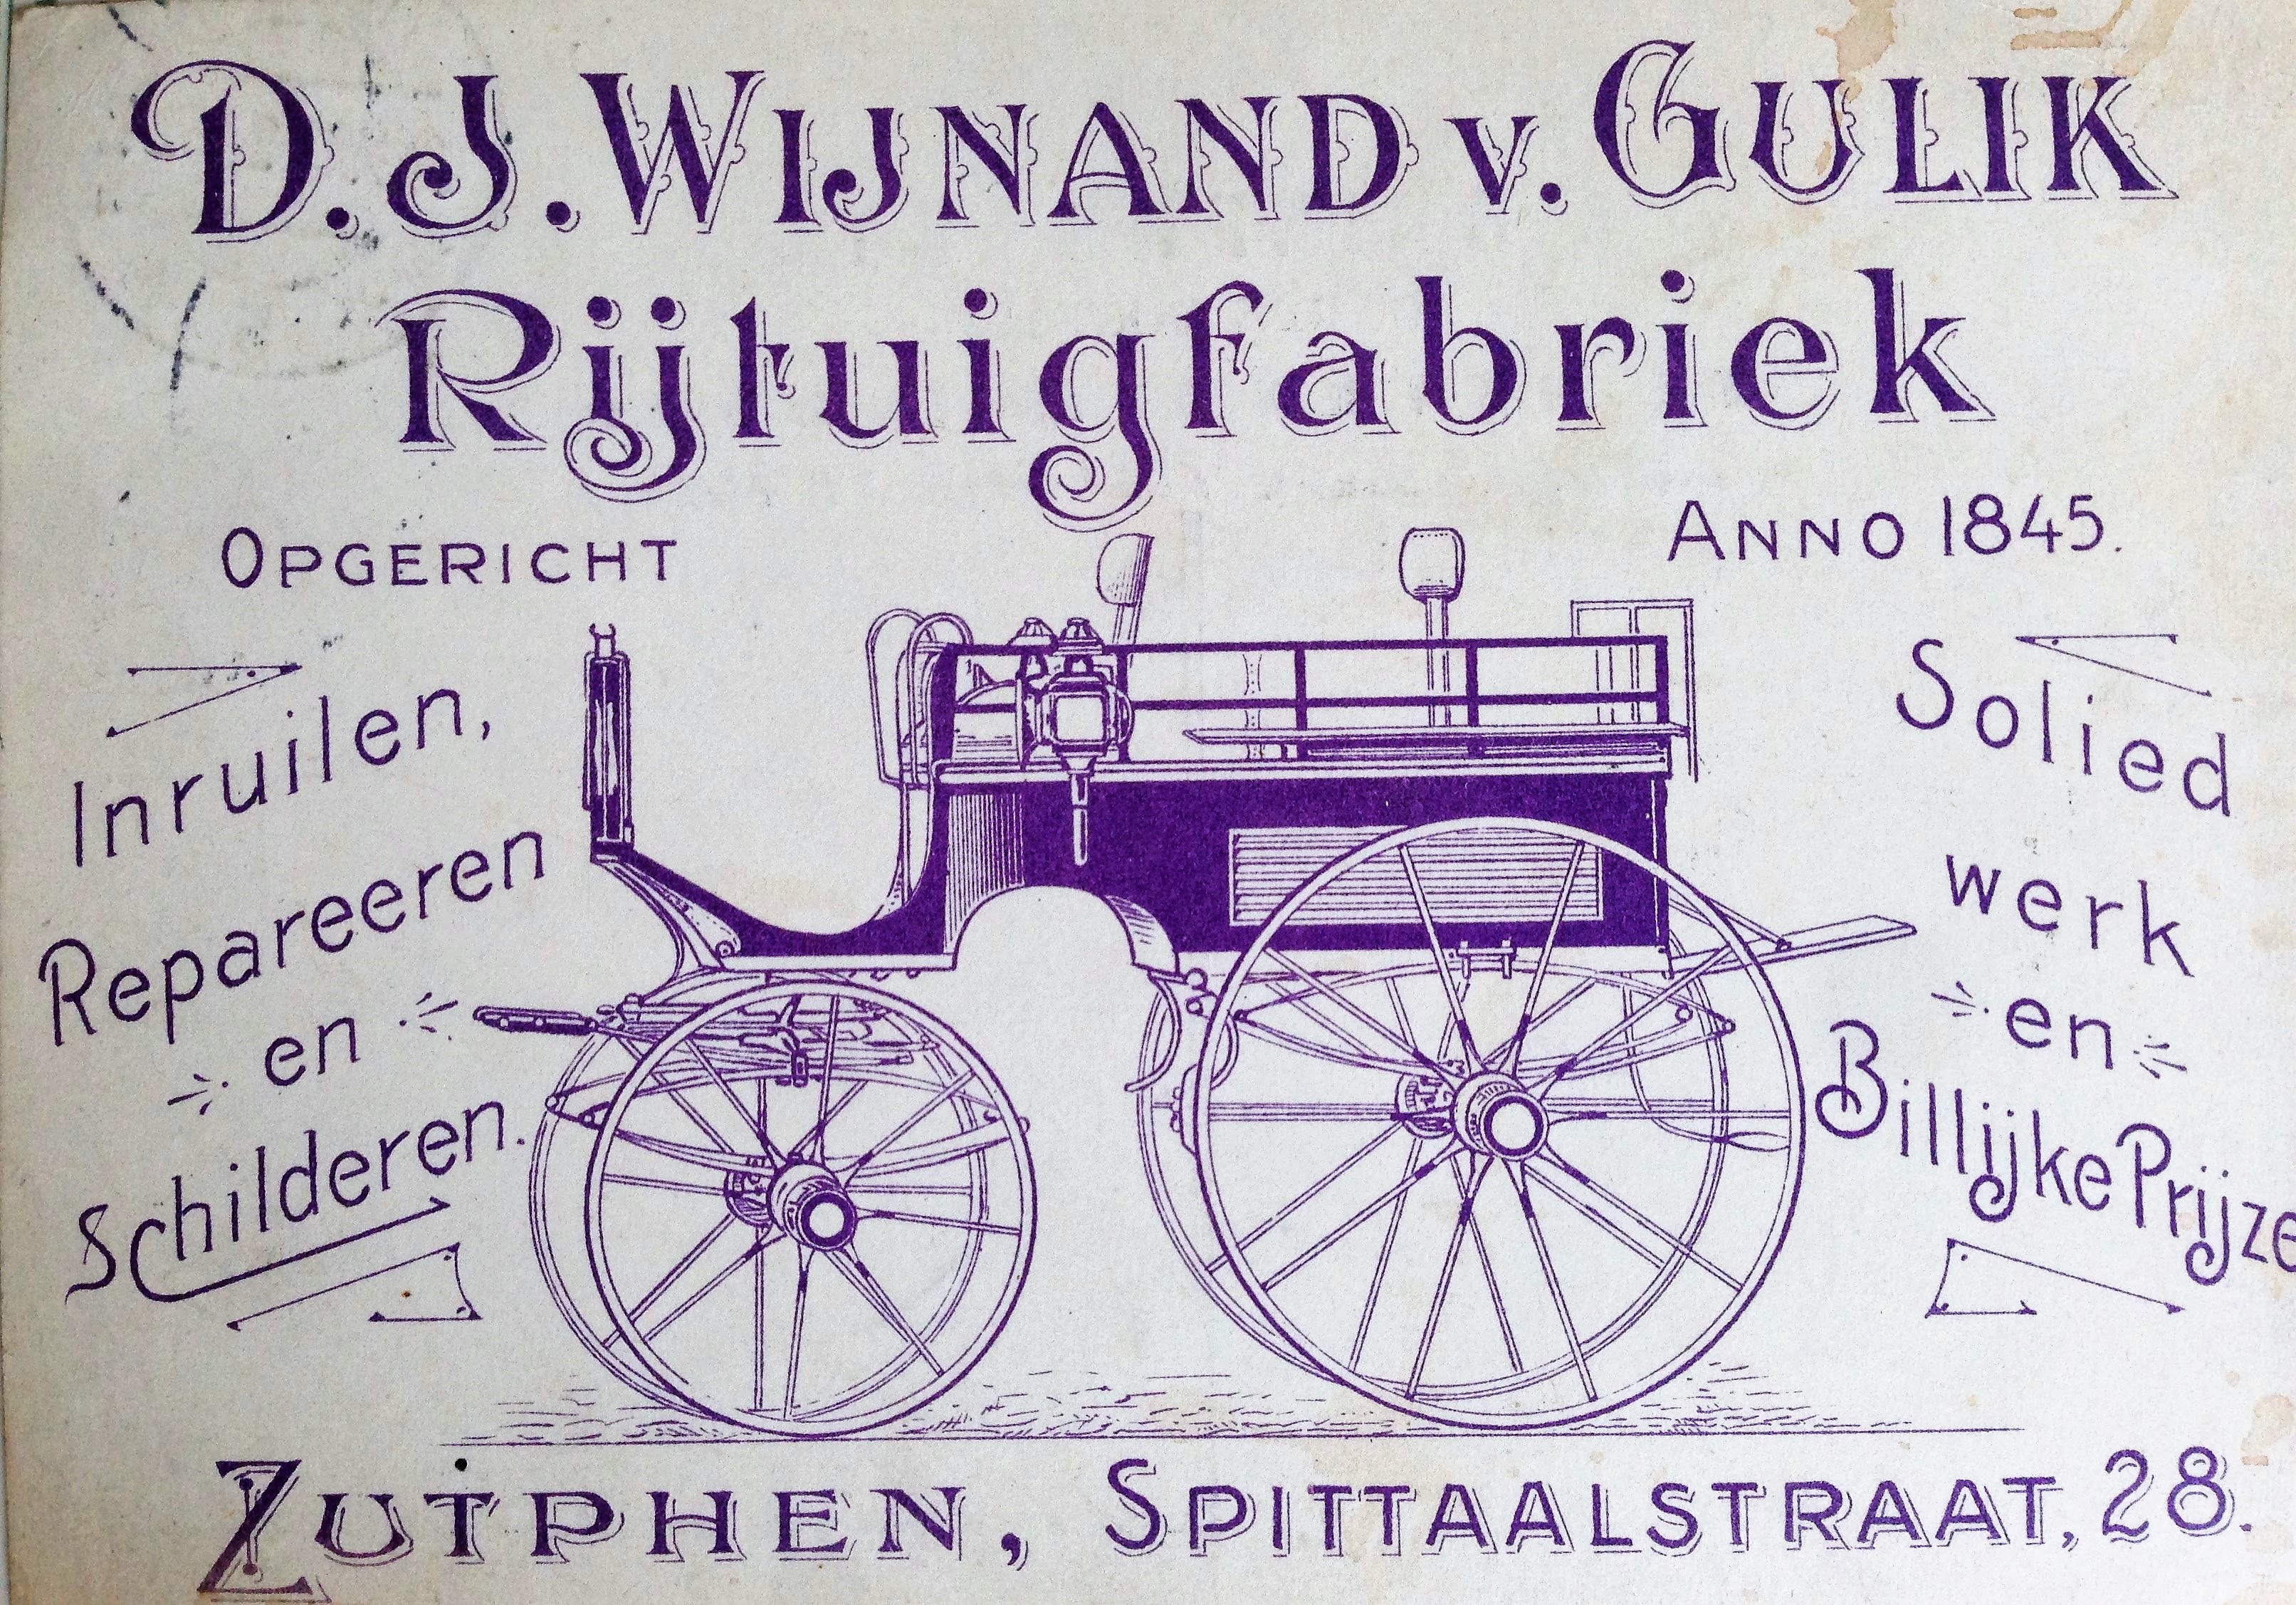 D. J. WIJNAND v. GULIK
Rijtuigfabriek
OPGERICHT ANNO 1845.
Inruilen,
Repareeren
en
Schilderen.
Solied
werk
en
Billijke Prijze
ZUTPHEN, SPITTAALSTRAAT, 28.